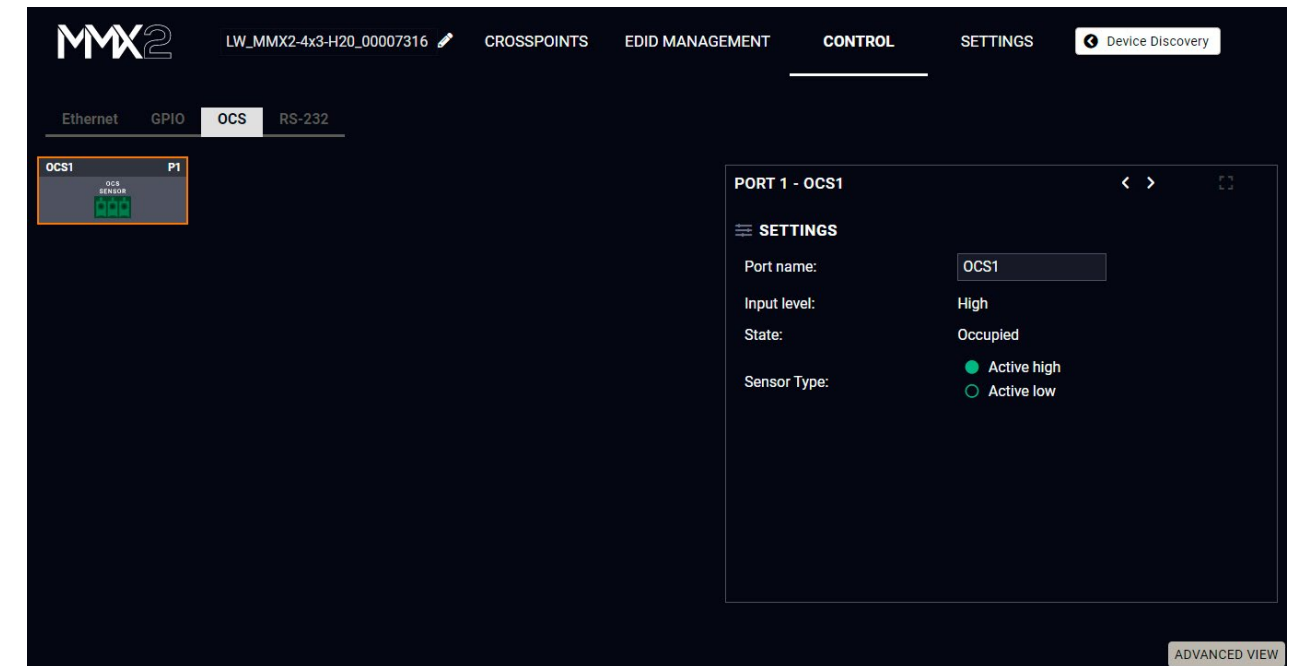 MMX2 LW_MMX2-4x3-H20_00007316 CROSSPOINTS EDID MANAGEMENT CONTROL SETTINGS Device Discovery
Ethernet GPIO OCS RS-232
OCS1 P1
OCS
SENSOR
PORT 1 - OCS1
SETTINGS
Port name: OCS1
Input level: High
State: Occupied
Sensor Type:
Active high
Active low
ADVANCED VIEW